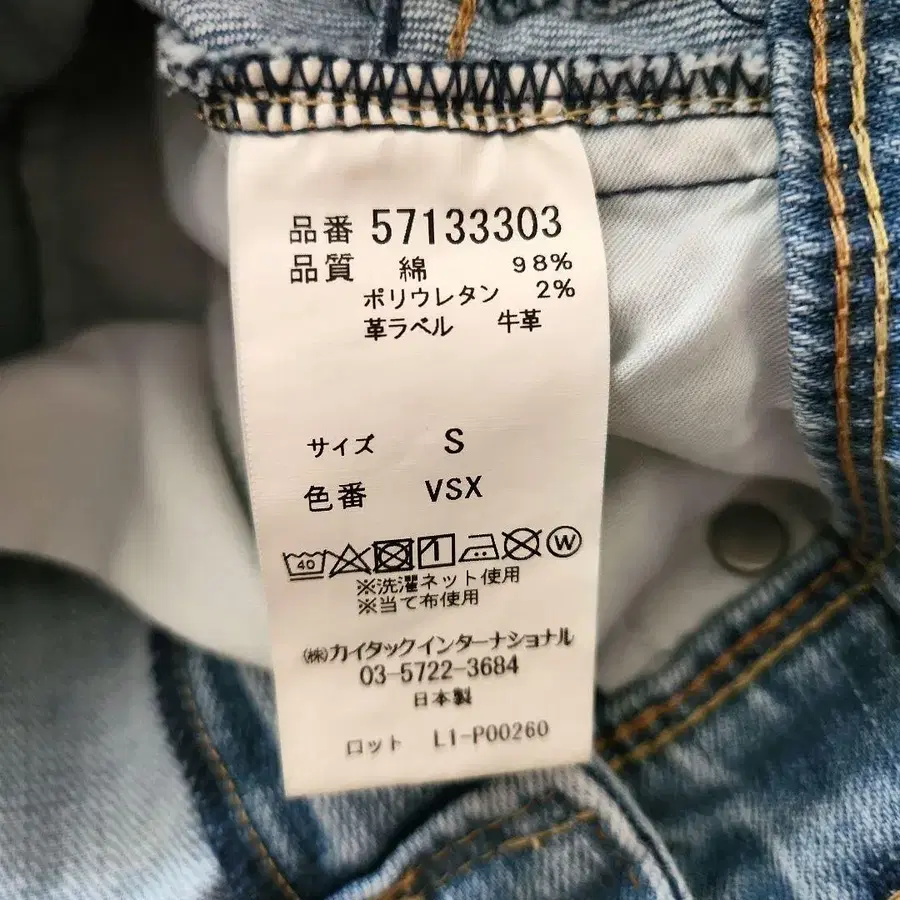 品番 57133303
品質 綿 98%
ポリウレタン 2%
革ラベル 牛革
サイズ S
色番 VSX
40 W
※洗濯ネット使用
※当て布使用
㈱カイタックインターナショナル
03-5722-3684
日本製
ロット L1-P00260